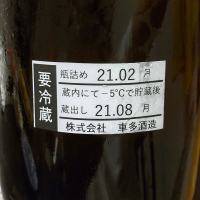 要冷蔵
瓶詰め 21.02 月
蔵内にて－5℃で貯蔵後
蔵出し 21.08 月
株式会社 車多酒造